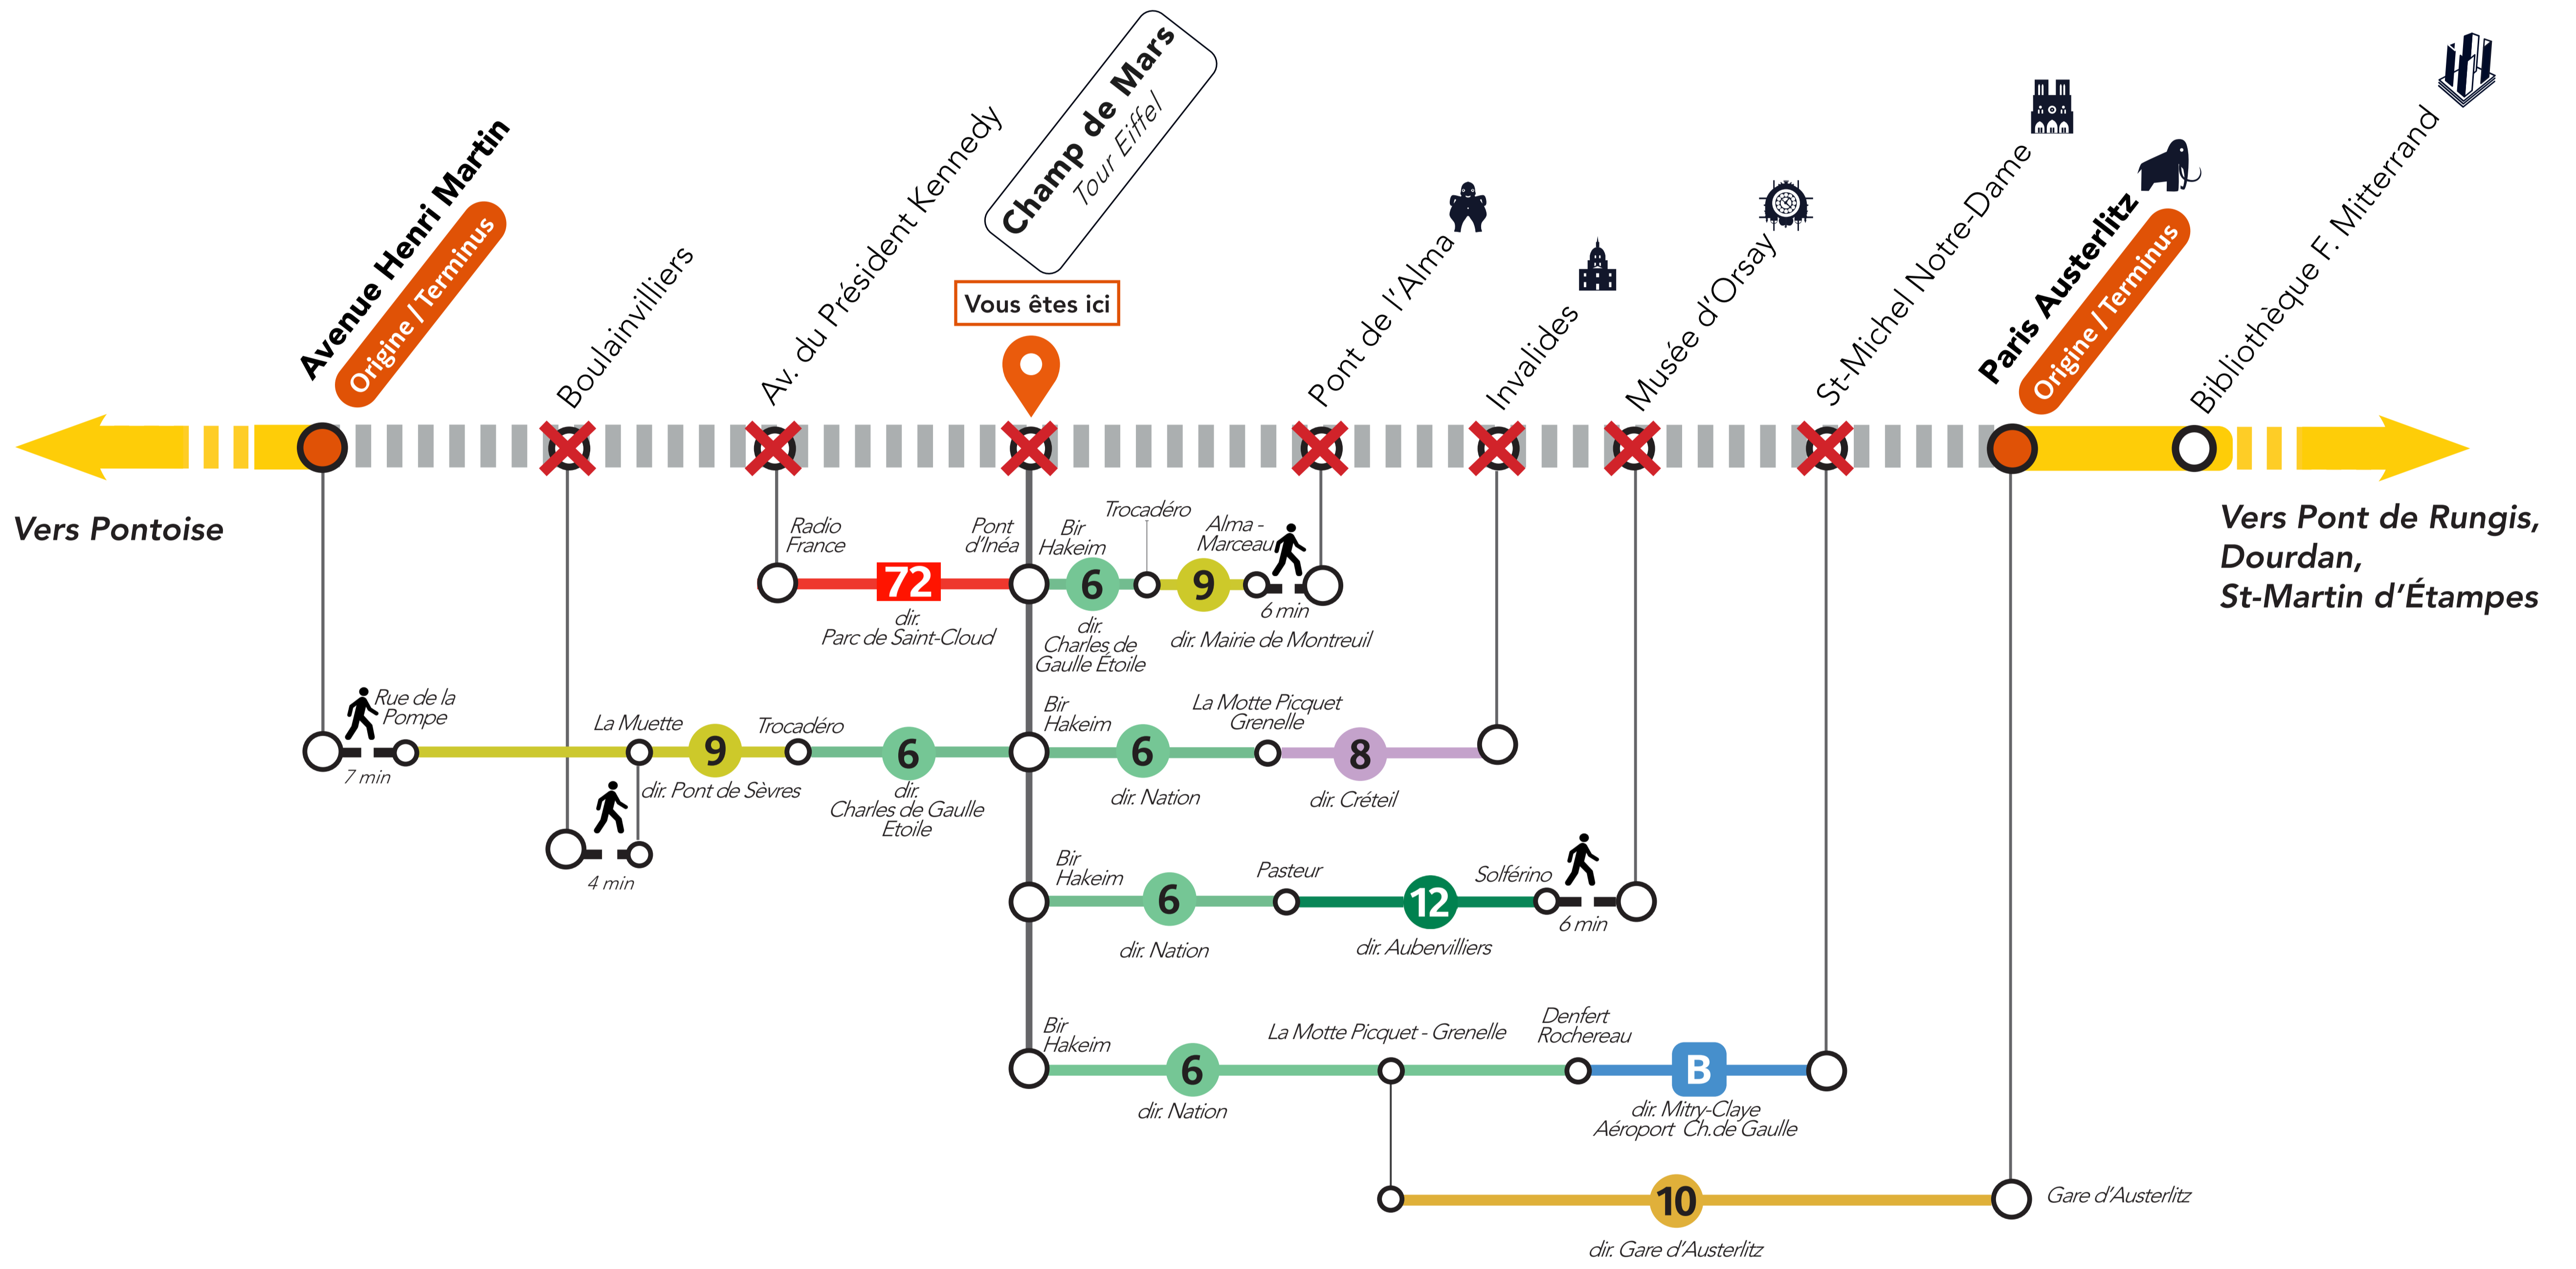 Avenue Henri Martin
Origine / Terminus
Boulainvilliers
Av. du Président Kennedy
Champ de Mars
Tour Eiffel
Vous êtes ici
Pont de l'Alma
Invalides
Musée d'Orsay
St-Michel Notre-Dame
Paris Austerlitz
Origine / Terminus
Bibliothèque F. Mitterrand
Vers Pontoise
Vers Pont de Rungis,
Dourdan,
St-Martin d'Étampes
Radio
France
72
dir.
Parc de Saint-Cloud
Pont
d'Inéa
Bir
Hakeim
6
dir.
Charles de
Gaulle Étoile
Trocadéro
9
dir. Mairie de Montreuil
Alma -
Marceau
6 min
7 min
Rue de la
Pompe
La Muette
9
dir. Pont de Sèvres
4 min
Trocadéro
6
dir.
Charles de Gaulle
Etoile
Bir
Hakeim
6
dir. Nation
La Motte Picquet
Grenelle
8
dir. Créteil
Bir
Hakeim
6
dir. Nation
Pasteur
12
dir. Aubervilliers
Solférino
6 min
Bir
Hakeim
6
dir. Nation
La Motte Picquet - Grenelle
Denfert
Rochereau
B
dir. Mitry-Claye
Aéroport Ch.de Gaulle
10
dir. Gare d'Austerlitz
Gare d'Austerlitz